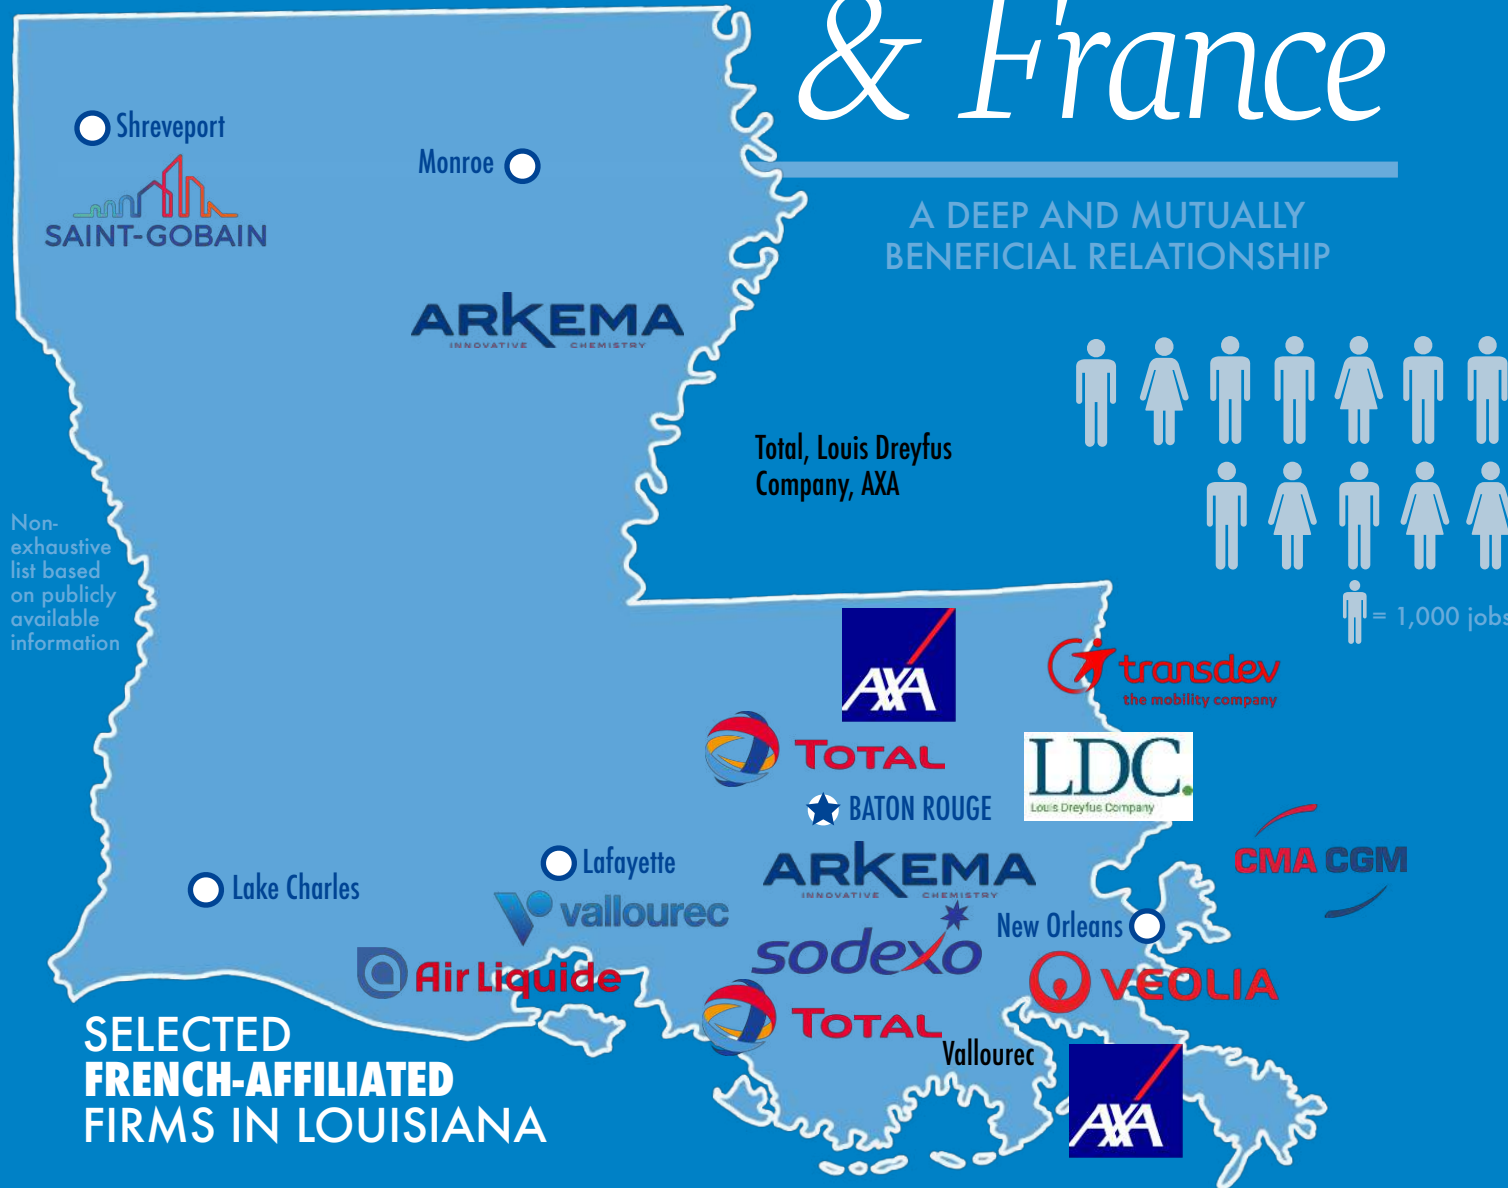 & France
A DEEP AND MUTUALLY
BENEFICIAL RELATIONSHIP
Shreveport
SAINT-GOBAIN
Monroe
ARKEMA
INNOVATIVE CHEMISTRY
Total, Louis Dreyfus
Company, AXA
Non-
exhaustive
list based
on publicly
available
information
= 1,000 jobs
AXA
transdev
the mobility company
TOTAL
LDC.
Louis Dreyfus Company
BATON ROUGE
CMA CGM
Lafayette
ARKEMA
INNOVATIVE CHEMISTRY
Lake Charles
vallourec
New Orleans
sodexo
Air Liquide
VEOLIA
TOTAL
Vallourec
AXA
SELECTED
FRENCH-AFFILIATED
FIRMS IN LOUISIANA